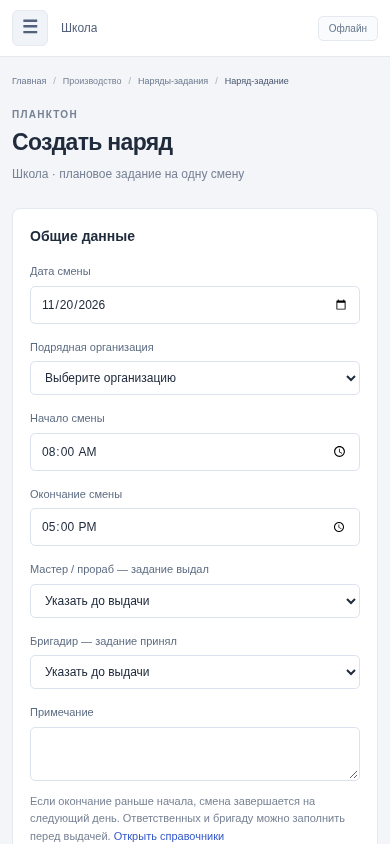 ☰ Школа Офлайн
Главная / Производство / Наряды-задания / Наряд-задание
ПЛАНКТОН
Создать наряд
Школа · плановое задание на одну смену
Общие данные
Дата смены
11/20/2026
Подрядная организация
Выберите организацию
Начало смены
08:00 AM
Окончание смены
05:00 PM
Мастер / прораб — задание выдал
Указать до выдачи
Бригадир — задание принял
Указать до выдачи
Примечание
Если окончание раньше начала, смена завершается на
следующий день. Ответственных и бригаду можно заполнить
перед выдачей. Открыть справочники